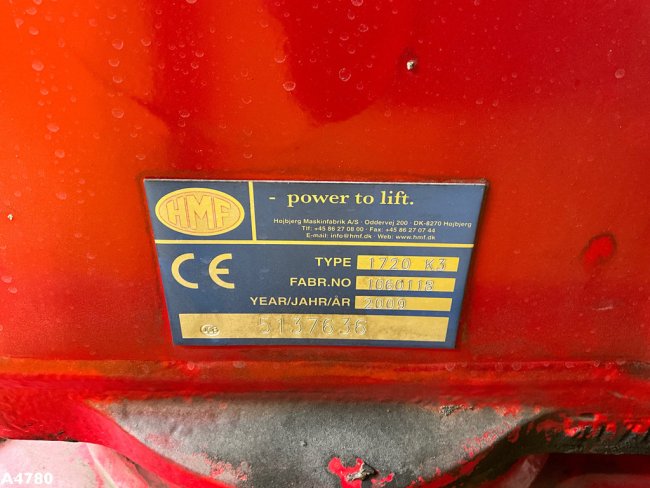 HMF
- power to lift.
Højbjerg Maskinfabrik A/S · Oddervej 200 · DK-8270 Højbjerg
Tlf: +45 86 27 08 00 · Fax: +45 86 27 07 44
E-mail: info@hmf.dk · Web: www.hmf.dk
CE
TYPE 1720 K3
FABR.NO 1060118
YEAR/JAHR/ÅR 2009
5137636
A4780